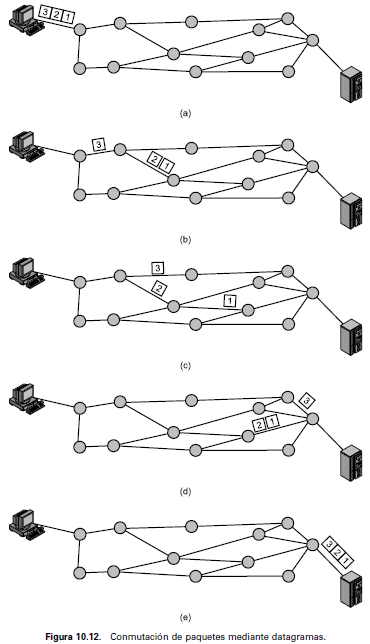 3 2 1
(a)
3
2 1
(b)
3
2
1
(c)
3
2 1
(d)
3 2 1
(e)
Figura 10.12. Conmutación de paquetes mediante datagramas.